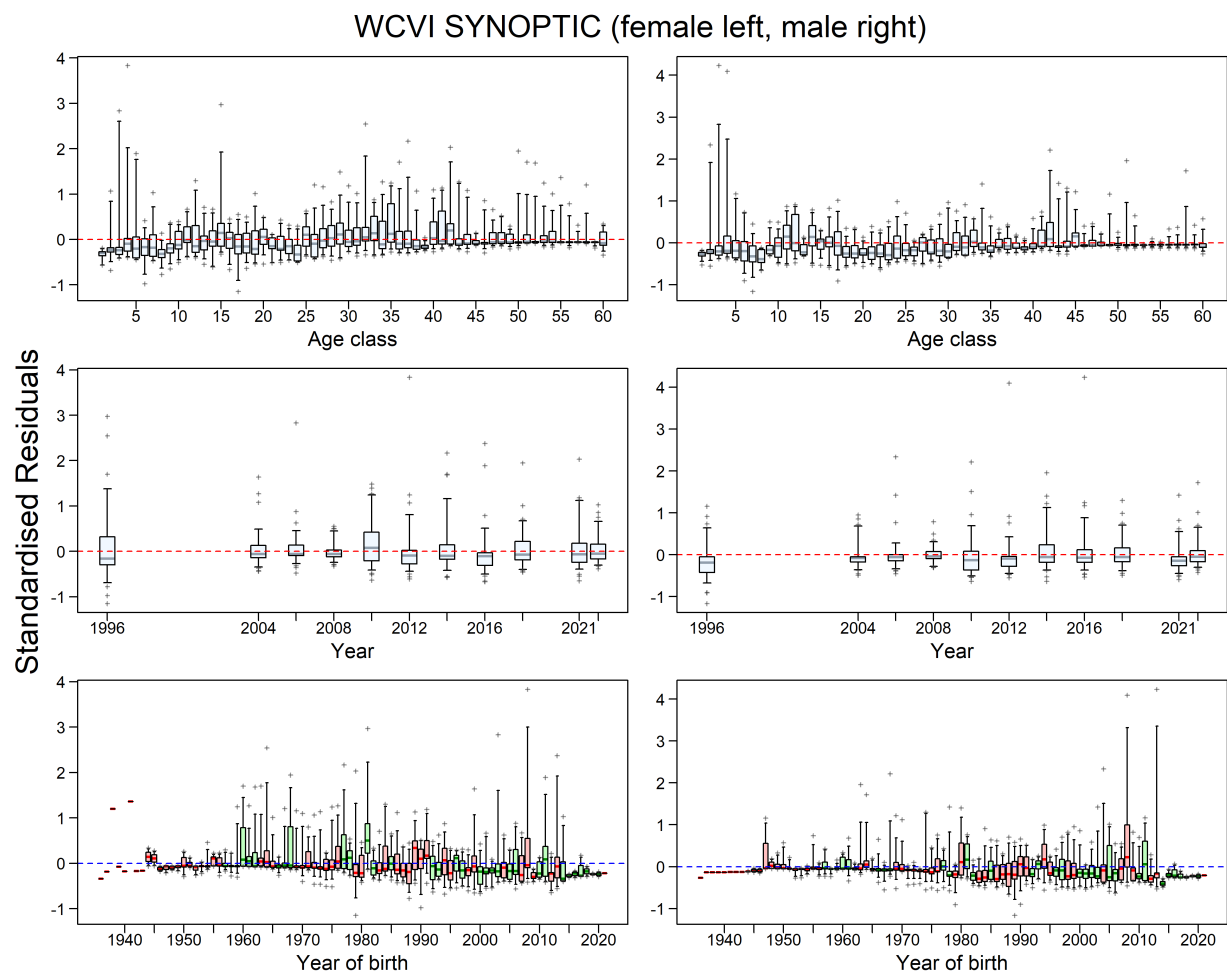 WCVI SYNOPTIC (female left, male right)
Standardised Residuals
4
3
2
1
0
-1
5 10 15 20 25 30 35 40 45 50 55 60
Age class
4
3
2
1
0
-1
5 10 15 20 25 30 35 40 45 50 55 60
Age class
4
3
2
1
0
-1
1996 2004 2008 2012 2016 2021
Year
4
3
2
1
0
-1
1996 2004 2008 2012 2016 2021
Year
4
3
2
1
0
-1
1940 1950 1960 1970 1980 1990 2000 2010 2020
Year of birth
4
3
2
1
0
-1
1940 1950 1960 1970 1980 1990 2000 2010 2020
Year of birth